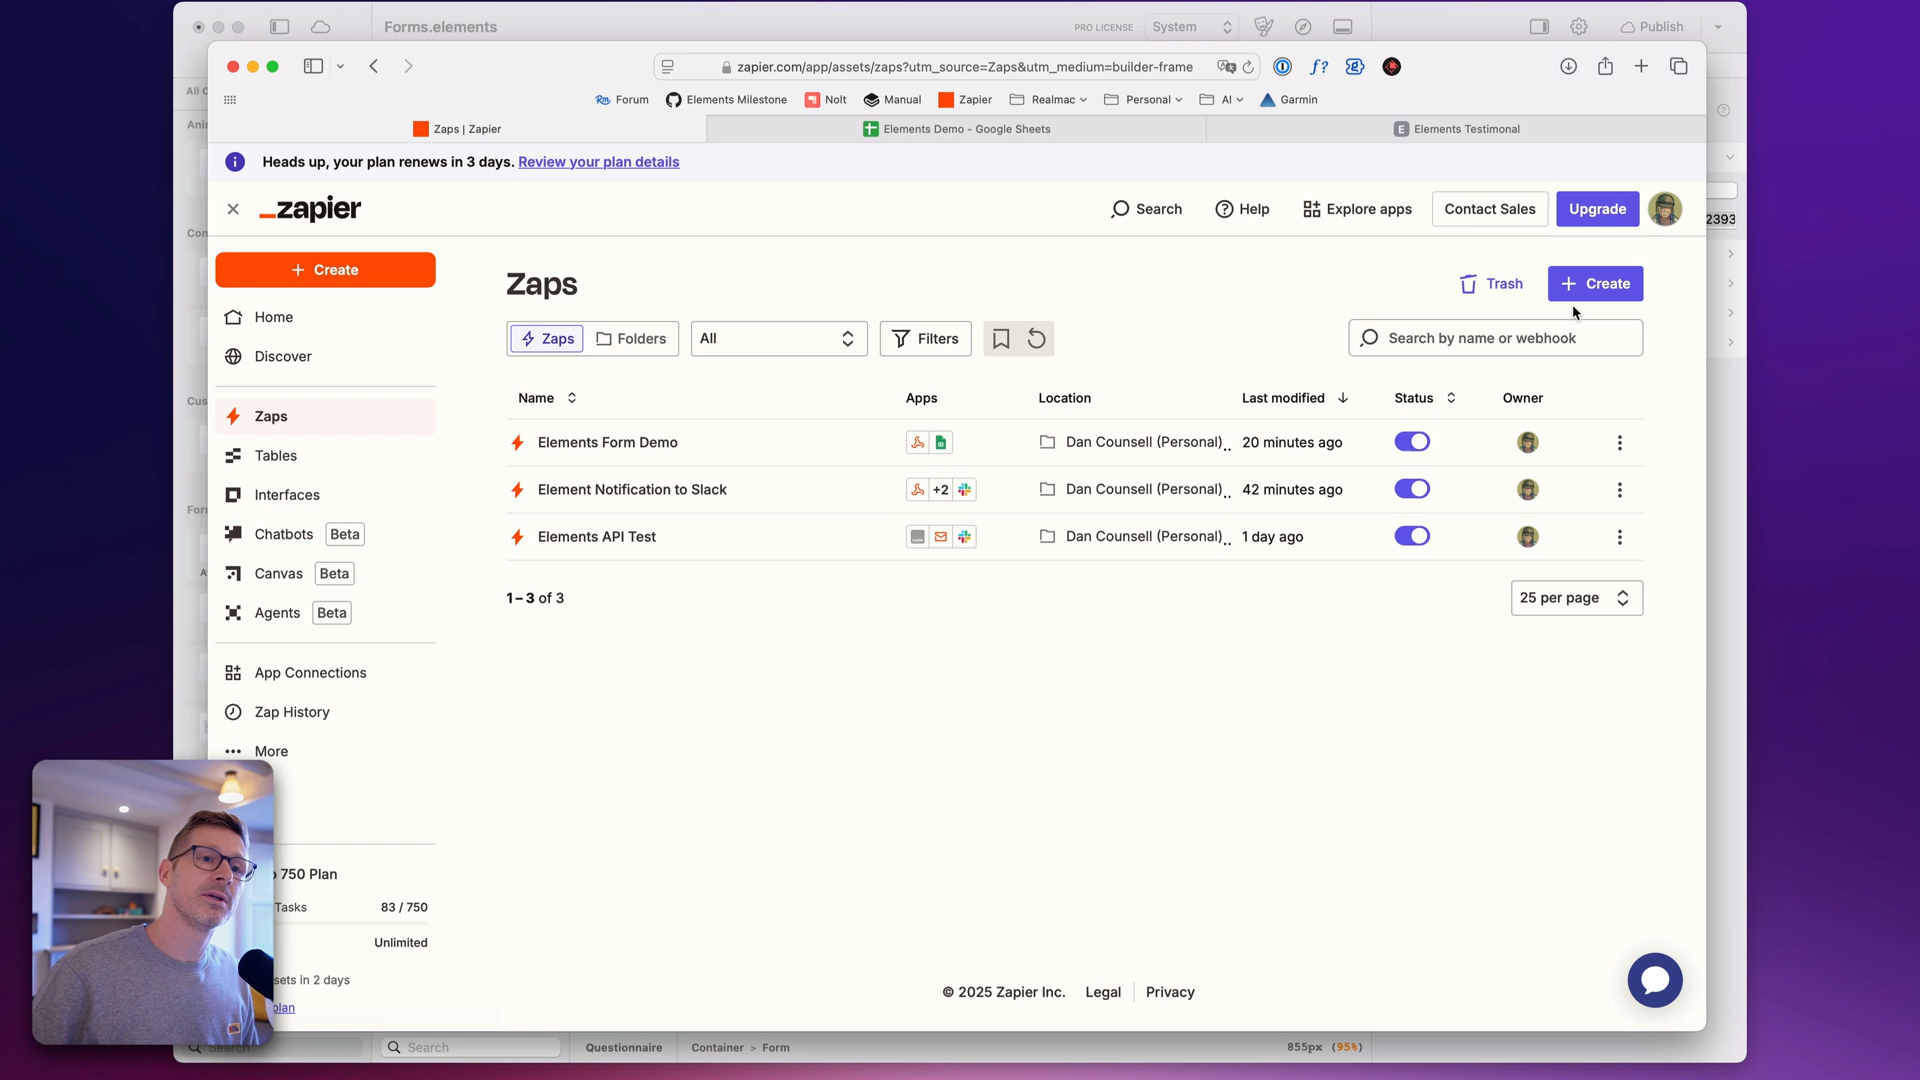 Forms.elements
PRO LICENSE
System
Publish
zapier.com/app/assets/zaps?utm_source=Zaps&utm_medium=builder-frame
Forum
Elements Milestone
Nolt
Manual
Zapier
Realmac
Personal
AI
Garmin
Zaps | Zapier
Elements Demo - Google Sheets
E
Elements Testimonal
Heads up, your plan renews in 3 days. Review your plan details
_zapier
Search
Help
Explore apps
Contact Sales
Upgrade
2393
+ Create
Home
Discover
Zaps
Tables
Interfaces
Chatbots Beta
Canvas Beta
Agents Beta
App Connections
Zap History
More
750 Plan
Tasks 83 / 750
Unlimited
sets in 2 days
plan
Zaps
Trash
+ Create
Zaps
Folders
All
Filters
Search by name or webhook
Name
Apps
Location
Last modified
Status
Owner
Elements Form Demo
Dan Counsell (Personal)..
20 minutes ago
Element Notification to Slack
+2
Dan Counsell (Personal)..
42 minutes ago
Elements API Test
Dan Counsell (Personal)..
1 day ago
1–3 of 3
25 per page
© 2025 Zapier Inc.
Legal
Privacy
Search
Search
Questionnaire
Container > Form
855px (95%)